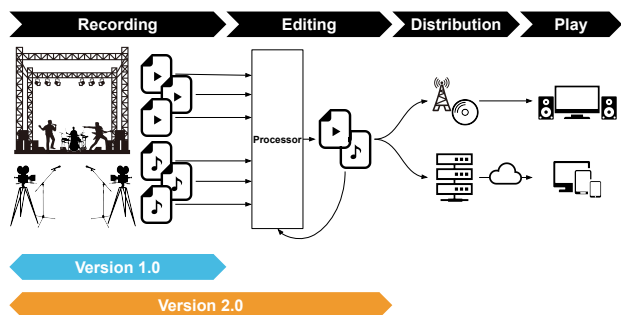 Recording
Editing
Distribution
Play
Processor
Version 1.0
Version 2.0